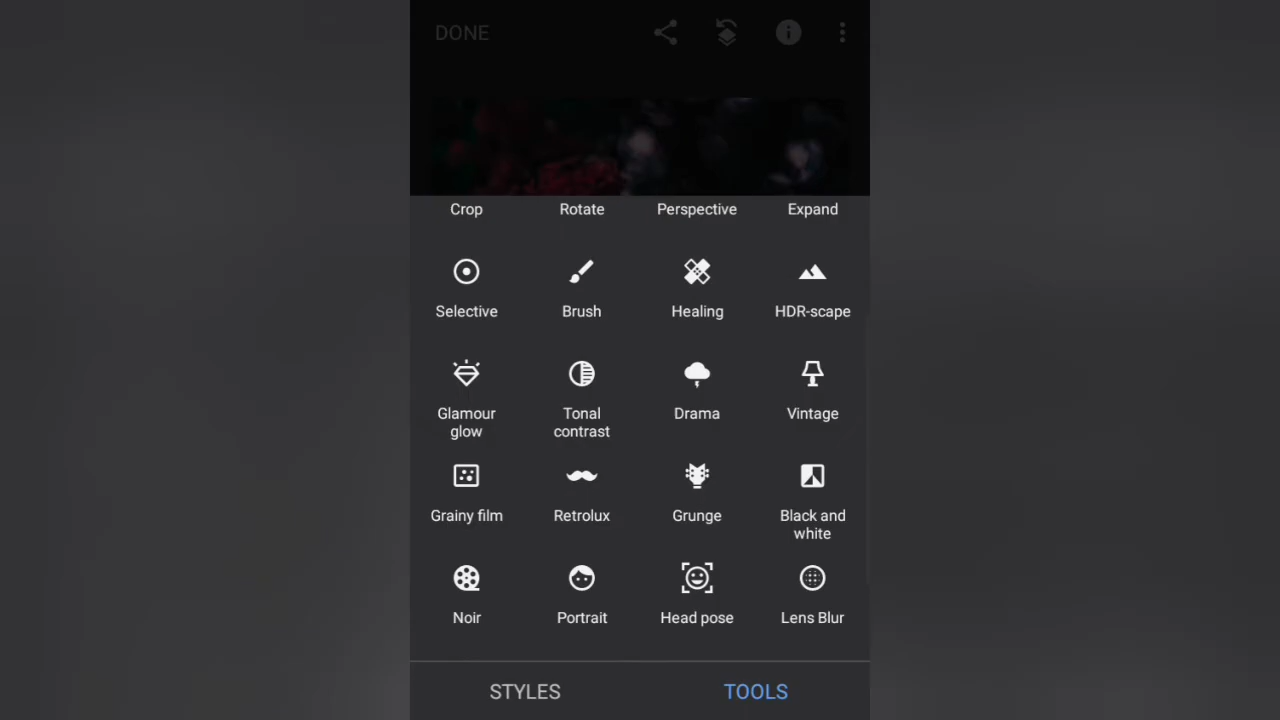 DONE
Crop Rotate Perspective Expand
Selective Brush Healing HDR-scape
Glamour glow Tonal contrast Drama Vintage
Grainy film Retrolux Grunge Black and white
Noir Portrait Head pose Lens Blur
STYLES TOOLS